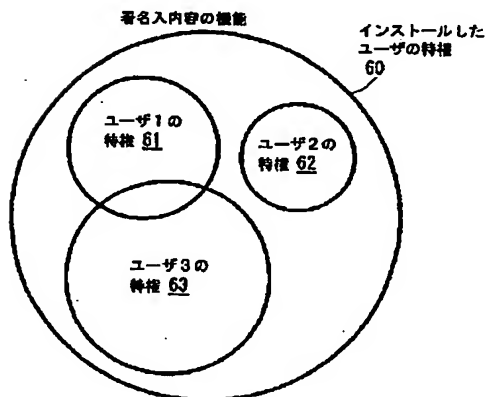 署名入内容の機能
インストールした
ユーザの特権
60
ユーザ1の
特権 61
ユーザ2の
特権 62
ユーザ3の
特権 63